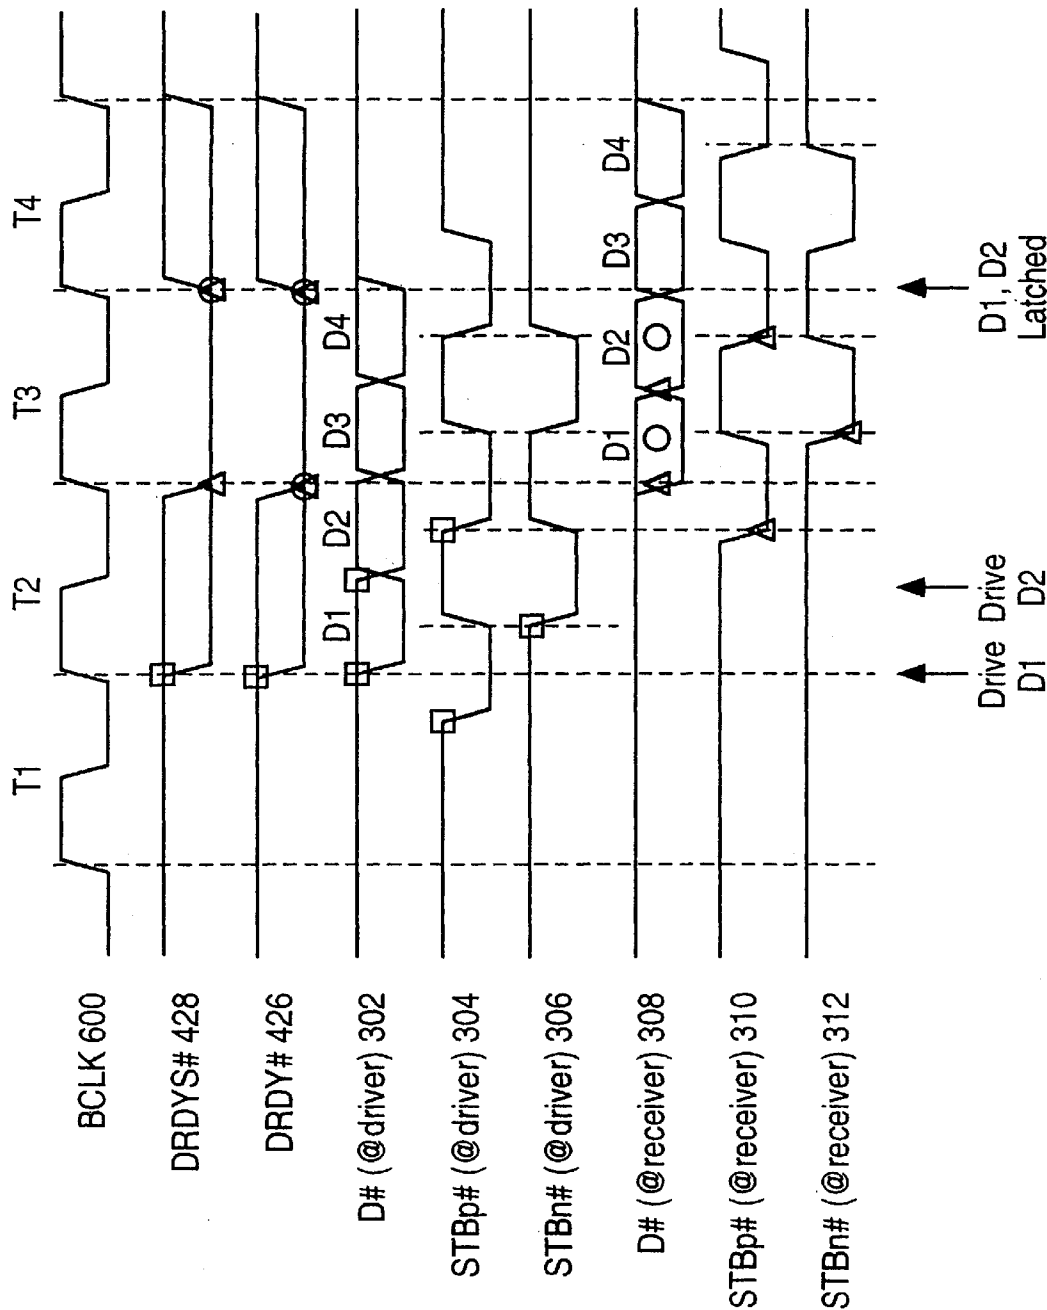 T1 T2 T3 T4
BCLK 600
DRDYS# 428
DRDY# 426
D1 D2 D3 D4
D# (@driver) 302
STBp# (@driver) 304
STBn# (@driver) 306
D1 D2 D3 D4
D# (@receiver) 308
STBp# (@receiver) 310
STBn# (@receiver) 312
Drive D1
Drive D2
D1, D2
Latched